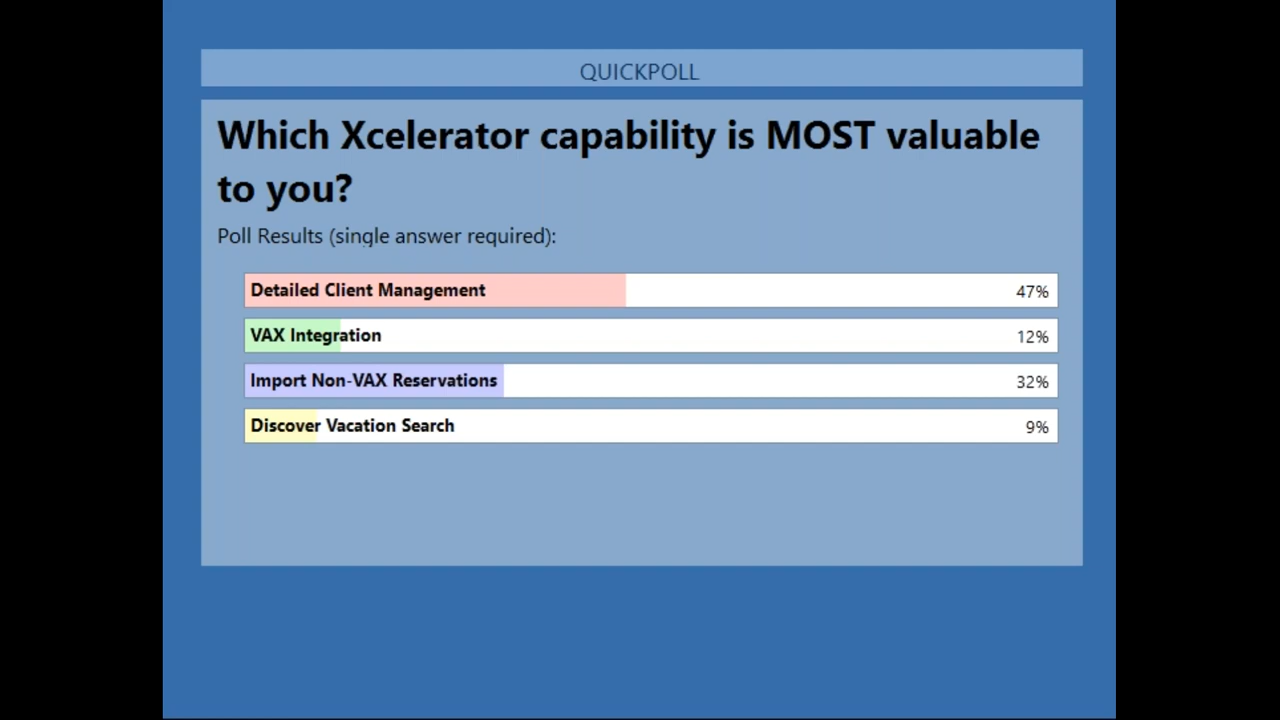 QUICKPOLL
Which Xcelerator capability is MOST valuable
to you?
Poll Results (single answer required):
Detailed Client Management 47%
VAX Integration 12%
Import Non-VAX Reservations 32%
Discover Vacation Search 9%